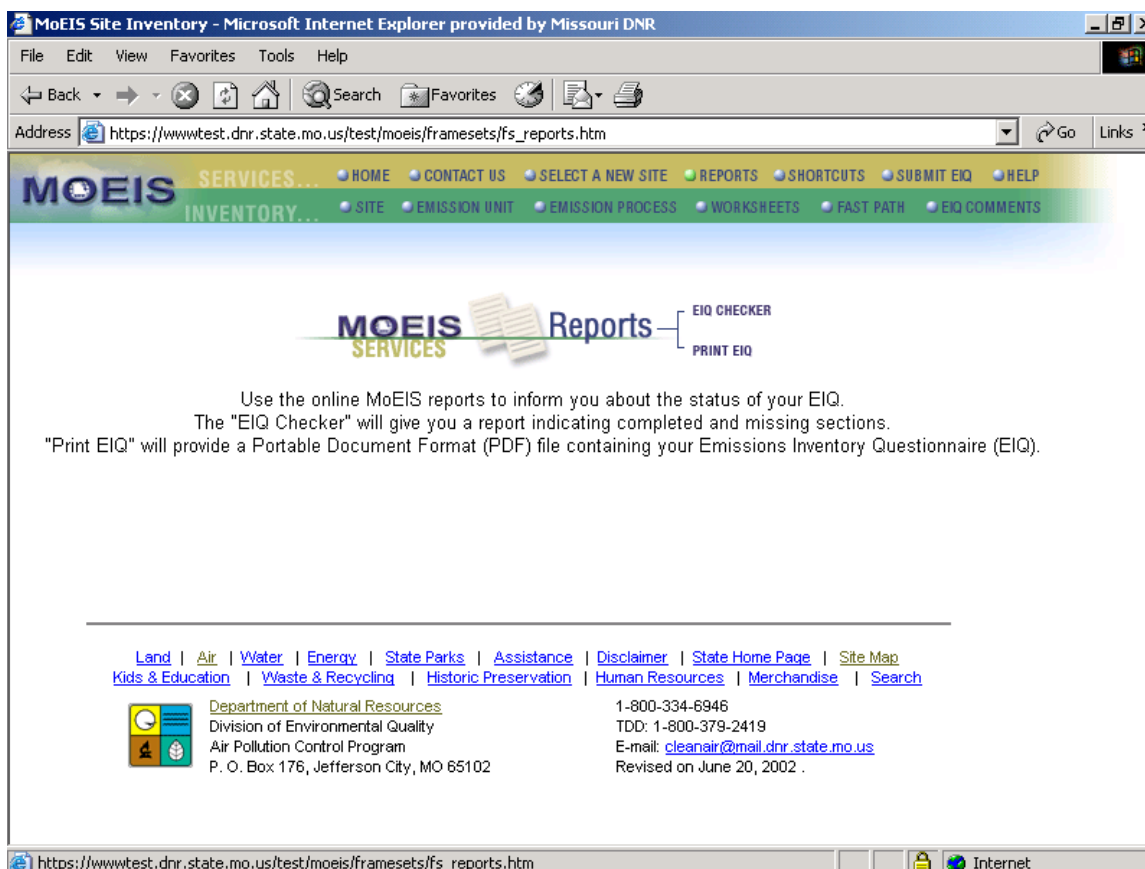 MoEIS Site Inventory - Microsoft Internet Explorer provided by Missouri DNR
File Edit View Favorites Tools Help
Back Search Favorites
Address https://wwwtest.dnr.state.mo.us/test/moeis/framesets/fs_reports.htm Go Links
MOEIS SERVICES... HOME CONTACT US SELECT A NEW SITE REPORTS SHORTCUTS SUBMIT EIQ HELP
INVENTORY... SITE EMISSION UNIT EMISSION PROCESS WORKSHEETS FAST PATH EIQ COMMENTS
MOEIS SERVICES Reports EIQ CHECKER
PRINT EIQ
Use the online MoEIS reports to inform you about the status of your EIQ.
The "EIQ Checker" will give you a report indicating completed and missing sections.
"Print EIQ" will provide a Portable Document Format (PDF) file containing your Emissions Inventory Questionnaire (EIQ).
Land | Air | Water | Energy | State Parks | Assistance | Disclaimer | State Home Page | Site Map
Kids & Education | Waste & Recycling | Historic Preservation | Human Resources | Merchandise | Search
Department of Natural Resources 1-800-334-6946
Division of Environmental Quality TDD: 1-800-379-2419
Air Pollution Control Program E-mail: cleanair@mail.dnr.state.mo.us
P. O. Box 176, Jefferson City, MO 65102 Revised on June 20, 2002 .
https://wwwtest.dnr.state.mo.us/test/moeis/framesets/fs_reports.htm Internet